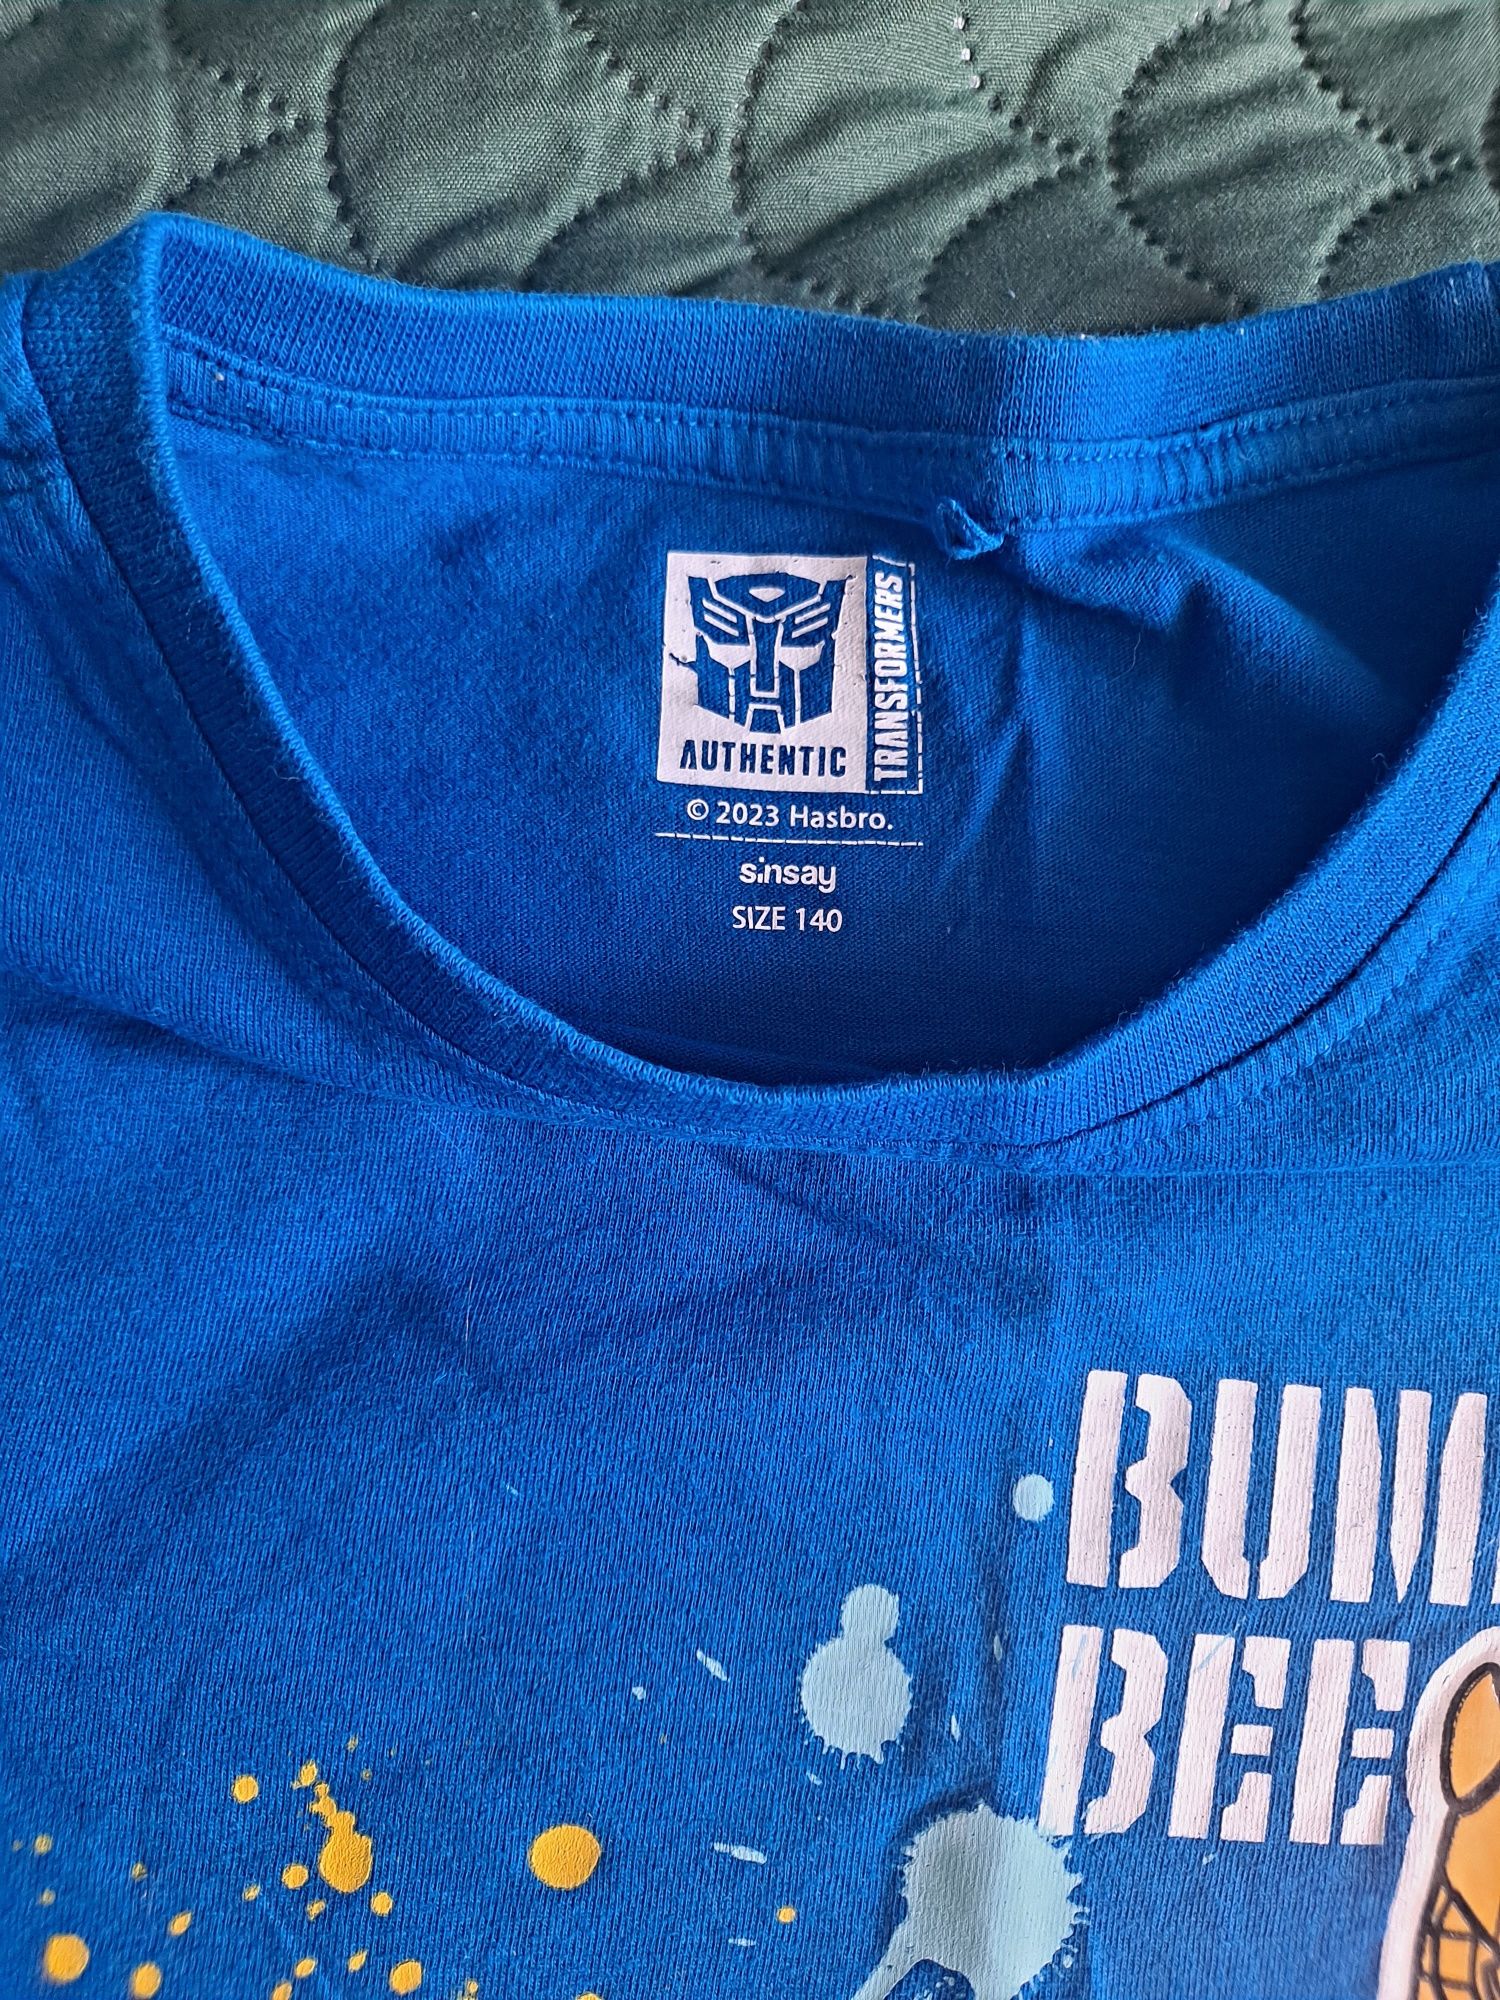 AUTHENTIC
TRANSFORMERS
© 2023 Hasbro.
sinsay
SIZE 140
BUM
BEE